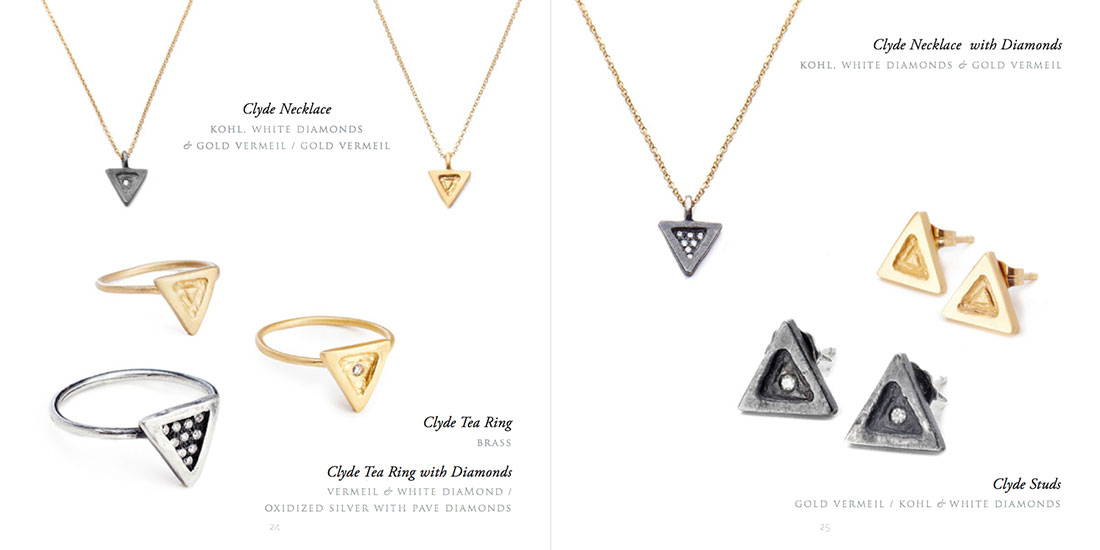 Clyde Necklace
KOHL, WHITE DIAMONDS
& GOLD VERMEIL / GOLD VERMEIL
Clyde Tea Ring
BRASS
Clyde Tea Ring with Diamonds
VERMEIL & WHITE DIAMOND /
OXIDIZED SILVER WITH PAVE DIAMONDS
24
Clyde Necklace with Diamonds
KOHL, WHITE DIAMONDS & GOLD VERMEIL
Clyde Studs
GOLD VERMEIL / KOHL & WHITE DIAMONDS
25